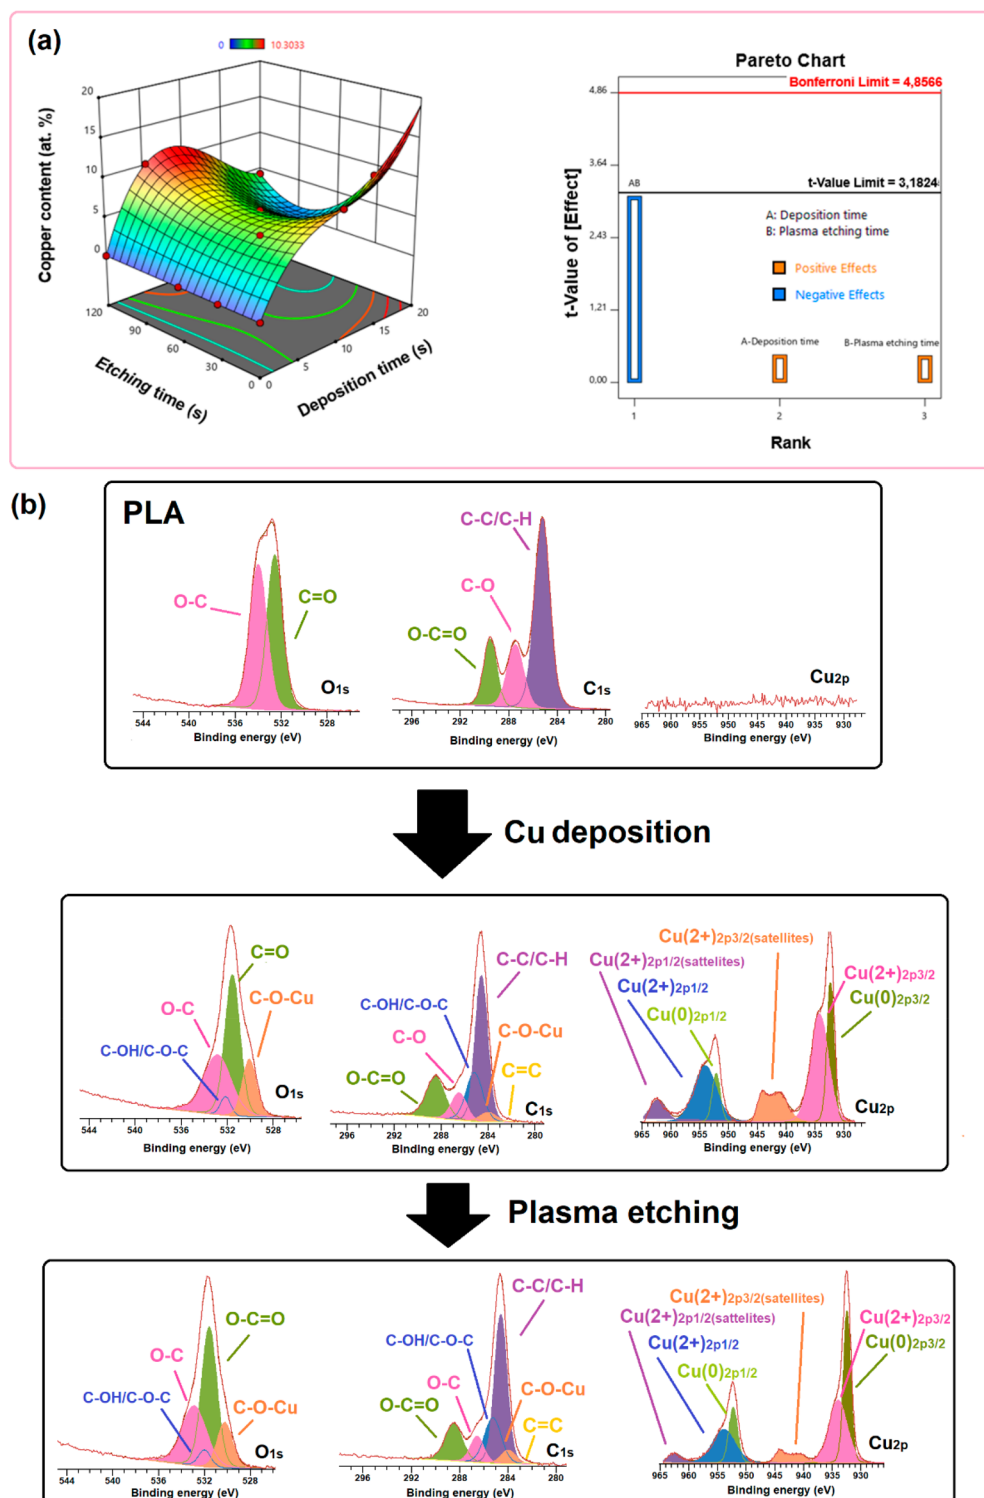 (a)
0 10.3033
Copper content (at. %)
20
15
10
5
0
120
90
60
30
0
Etching time (s)
0
5
10
15
20
Deposition time (s)
Pareto Chart
Bonferroni Limit = 4,8566
t-Value Limit = 3,1824
t-Value of [Effect]
4.86
3.64
2.43
1.21
0.00
AB
A: Deposition time
B: Plasma etching time
Positive Effects
Negative Effects
A-Deposition time
B-Plasma etching time
1 2 3
Rank
(b)
PLA
O-C
C=O
O1s
544 540 536 532 528
Binding energy (eV)
C-C/C-H
C-O
O-C=O
C1s
296 292 288 284 280
Binding energy (eV)
Cu2p
965 960 955 950 945 940 935 930
Binding energy (eV)
Cu deposition
C=O
C-O-Cu
O-C
C-OH/C-O-C
O1s
544 540 536 532 528
Binding energy (eV)
C-C/C-H
C-OH/C-O-C
C-O-Cu
C-O
C=C
O-C=O
C1s
296 292 288 284 280
Binding energy (eV)
Cu(2+)2p3/2(satellites)
Cu(2+)2p1/2(sattelites)
Cu(2+)2p1/2
Cu(0)2p1/2
Cu(2+)2p3/2
Cu(0)2p3/2
Cu2p
965 960 955 950 945 940 935 930
Binding energy (eV)
Plasma etching
O-C=O
O-C
C-OH/C-O-C
C-O-Cu
O1s
544 540 536 532 528
Binding energy (eV)
C-C/C-H
C-OH/C-O-C
O-C
C-O-Cu
O-C=O
C=C
C1s
296 292 288 284 280
Binding energy (eV)
Cu(2+)2p3/2(satellites)
Cu(2+)2p1/2(sattelites)
Cu(2+)2p1/2
Cu(0)2p1/2
Cu(2+)2p3/2
Cu(0)2p3/2
Cu2p
965 960 955 950 945 940 935 930
Binding energy (eV)